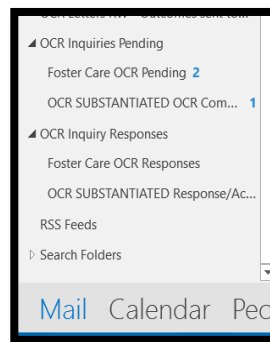 OCR Inquiries Pending
Foster Care OCR Pending 2
OCR SUBSTANTIATED OCR Com... 1
OCR Inquiry Responses
Foster Care OCR Responses
OCR SUBSTANTIATED Response/Ac...
RSS Feeds
Search Folders
Mail Calendar Peo